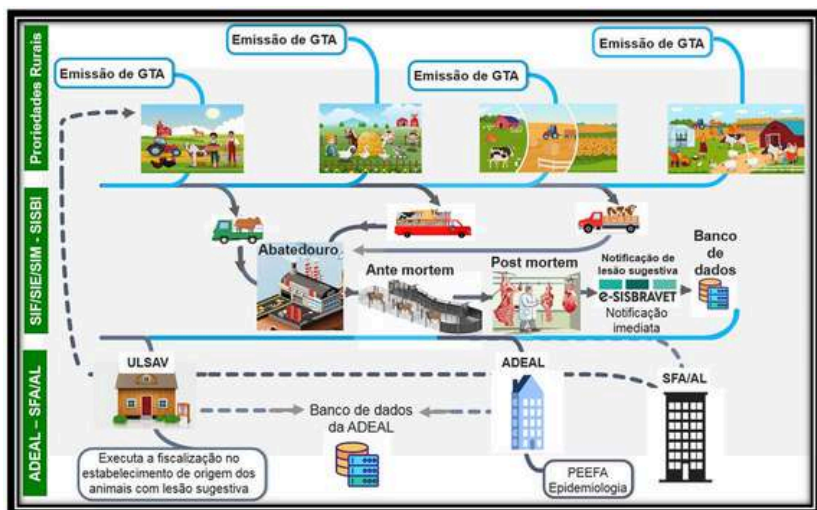 Proriedades Rurais
Emissão de GTA
Emissão de GTA
Emissão de GTA
Emissão de GTA
SIF/SIE/SIM - SISBI
Abatedouro
Ante mortem
Post mortem
Notificação de
lesão sugestiva
e-SISBRAVET
Notificação
imediata
Banco
de
dados
ADEAL – SFA/AL
ULSAV
Executa a fiscalização no
estabelecimento de origem dos
animais com lesão sugestiva
Banco de dados
da ADEAL
ADEAL
PEEFA
Epidemiologia
SFA/AL